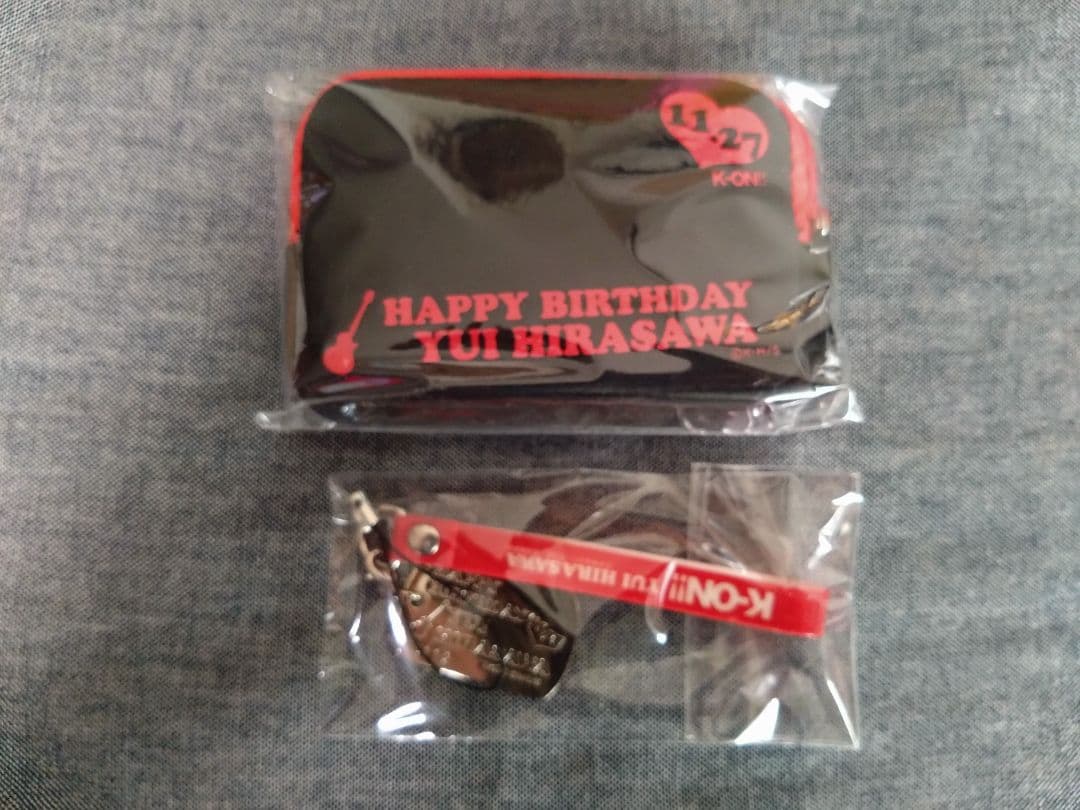 11.27
K-ON!!
HAPPY BIRTHDAY
YUI HIRASAWA
©K・H/S
K-ON!! YUI HIRASAWA